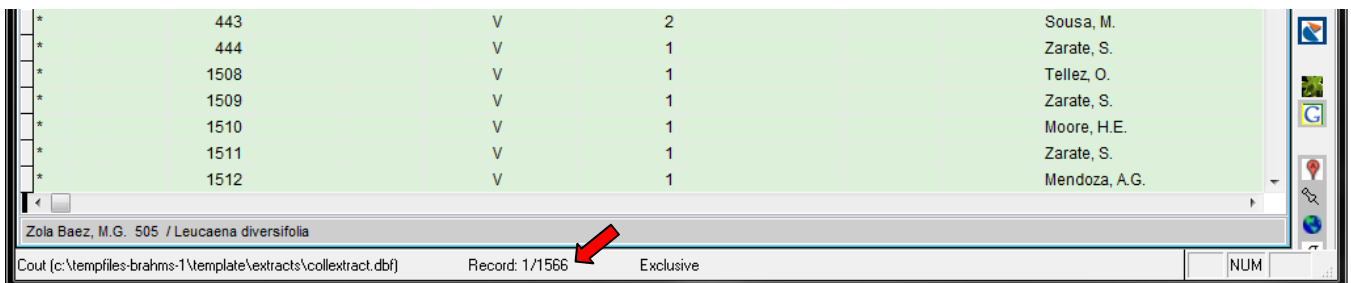 * 443 V 2 Sousa, M.
* 444 V 1 Zarate, S.
* 1508 V 1 Tellez, O.
* 1509 V 1 Zarate, S.
* 1510 V 1 Moore, H.E.
* 1511 V 1 Zarate, S.
* 1512 V 1 Mendoza, A.G.
Zola Baez, M.G. 505 / Leucaena diversifolia
Cout (c:\tempfiles-brahms-1\template\extracts\collextract.dbf) Record: 1/1566 Exclusive NUM
G